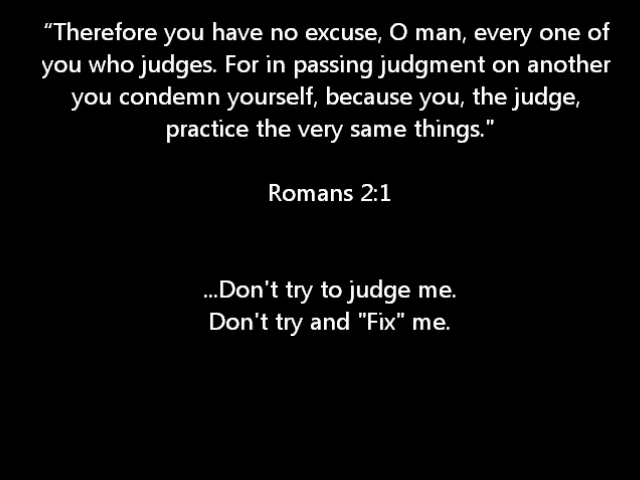 “Therefore you have no excuse, O man, every one of
you who judges. For in passing judgment on another
you condemn yourself, because you, the judge,
practice the very same things."
Romans 2:1
...Don't try to judge me.
Don't try and "Fix" me.